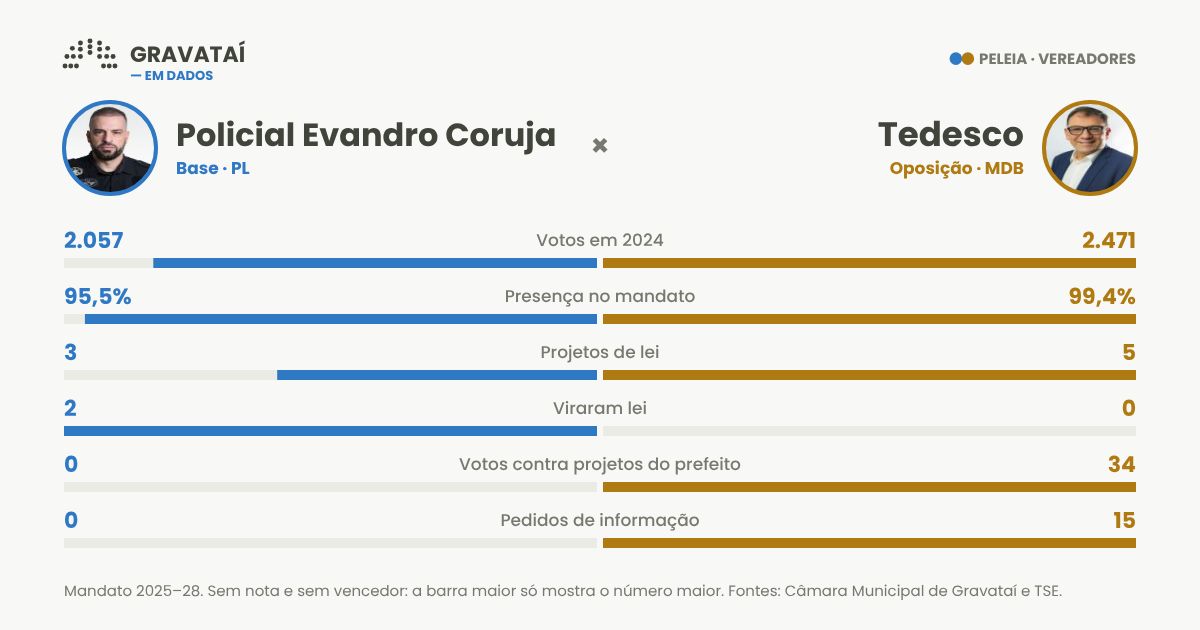 GRAVATAÍ
— EM DADOS
PELEIA · VEREADORES
Policial Evandro Coruja
Base · PL
×
Tedesco
Oposição · MDB
2.057 Votos em 2024 2.471
95,5% Presença no mandato 99,4%
3 Projetos de lei 5
2 Viraram lei 0
0 Votos contra projetos do prefeito 34
0 Pedidos de informação 15
Mandato 2025–28. Sem nota e sem vencedor: a barra maior só mostra o número maior. Fontes: Câmara Municipal de Gravataí e TSE.